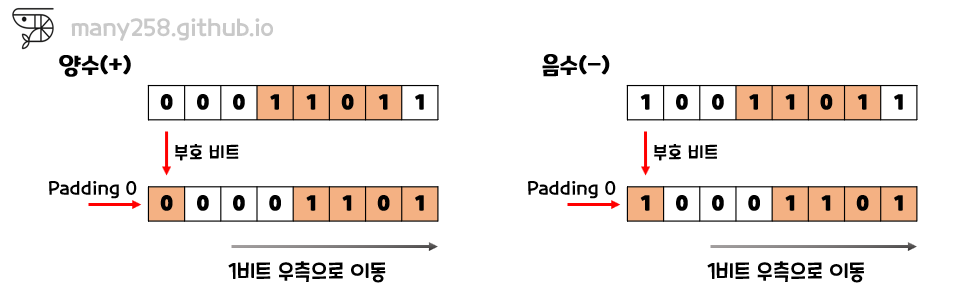 many258.github.io
양수(+)
0 0 0 1 1 0 1 1
부호 비트
Padding 0
0 0 0 0 1 1 0 1
1비트 우측으로 이동
음수(-)
1 0 0 1 1 0 1 1
부호 비트
Padding 0
1 0 0 0 1 1 0 1
1비트 우측으로 이동